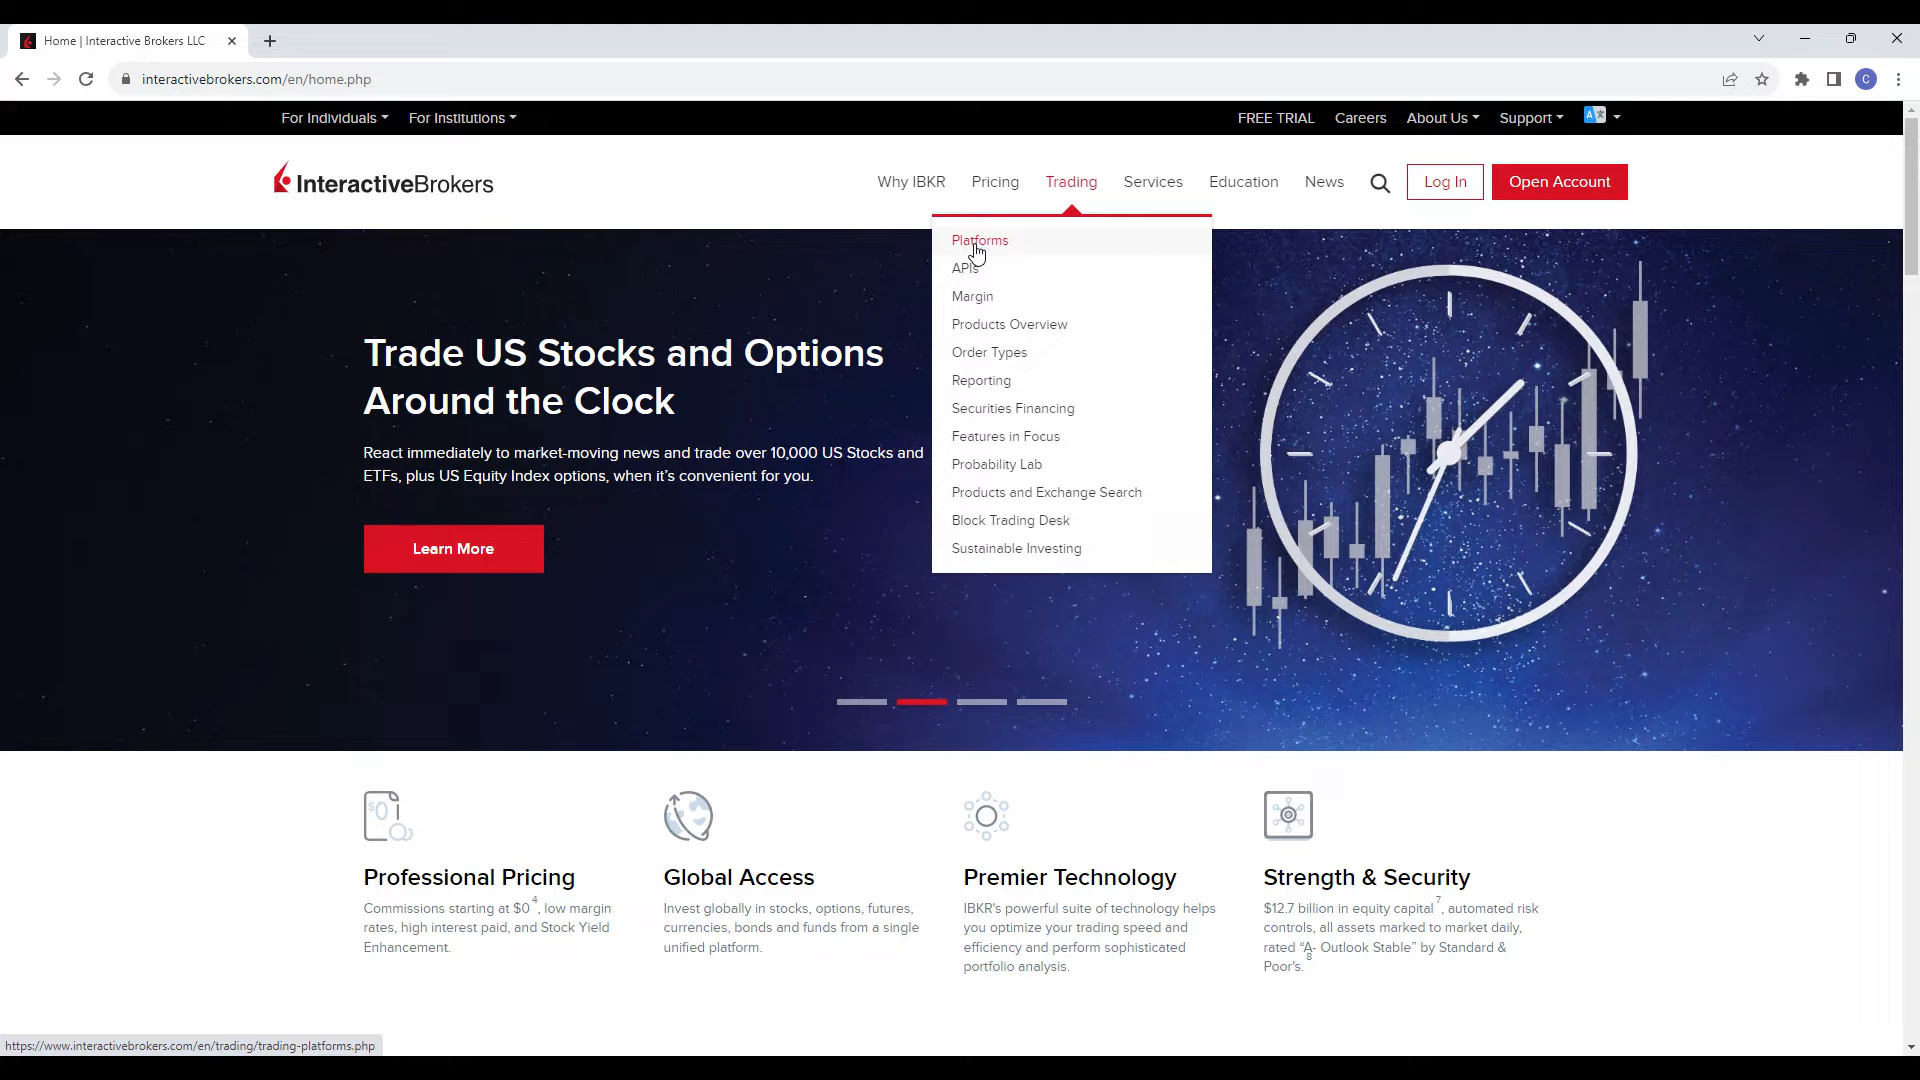 Home | Interactive Brokers LLC
interactivebrokers.com/en/home.php
C
For Individuals
For Institutions
FREE TRIAL
Careers
About Us
Support
InteractiveBrokers
Why IBKR
Pricing
Trading
Services
Education
News
Log In
Open Account
Platforms
APIs
Margin
Products Overview
Order Types
Reporting
Securities Financing
Features in Focus
Probability Lab
Products and Exchange Search
Block Trading Desk
Sustainable Investing
Trade US Stocks and Options
Around the Clock
React immediately to market-moving news and trade over 10,000 US Stocks and
ETFs, plus US Equity Index options, when it's convenient for you.
Learn More
Professional Pricing
Commissions starting at $0 4, low margin
rates, high interest paid, and Stock Yield
Enhancement.
Global Access
Invest globally in stocks, options, futures,
currencies, bonds and funds from a single
unified platform.
Premier Technology
IBKR's powerful suite of technology helps
you optimize your trading speed and
efficiency and perform sophisticated
portfolio analysis.
Strength & Security
$12.7 billion in equity capital 7, automated risk
controls, all assets marked to market daily,
rated “A- Outlook Stable” by Standard &
Poor's. 8
https://www.interactivebrokers.com/en/trading/trading-platforms.php